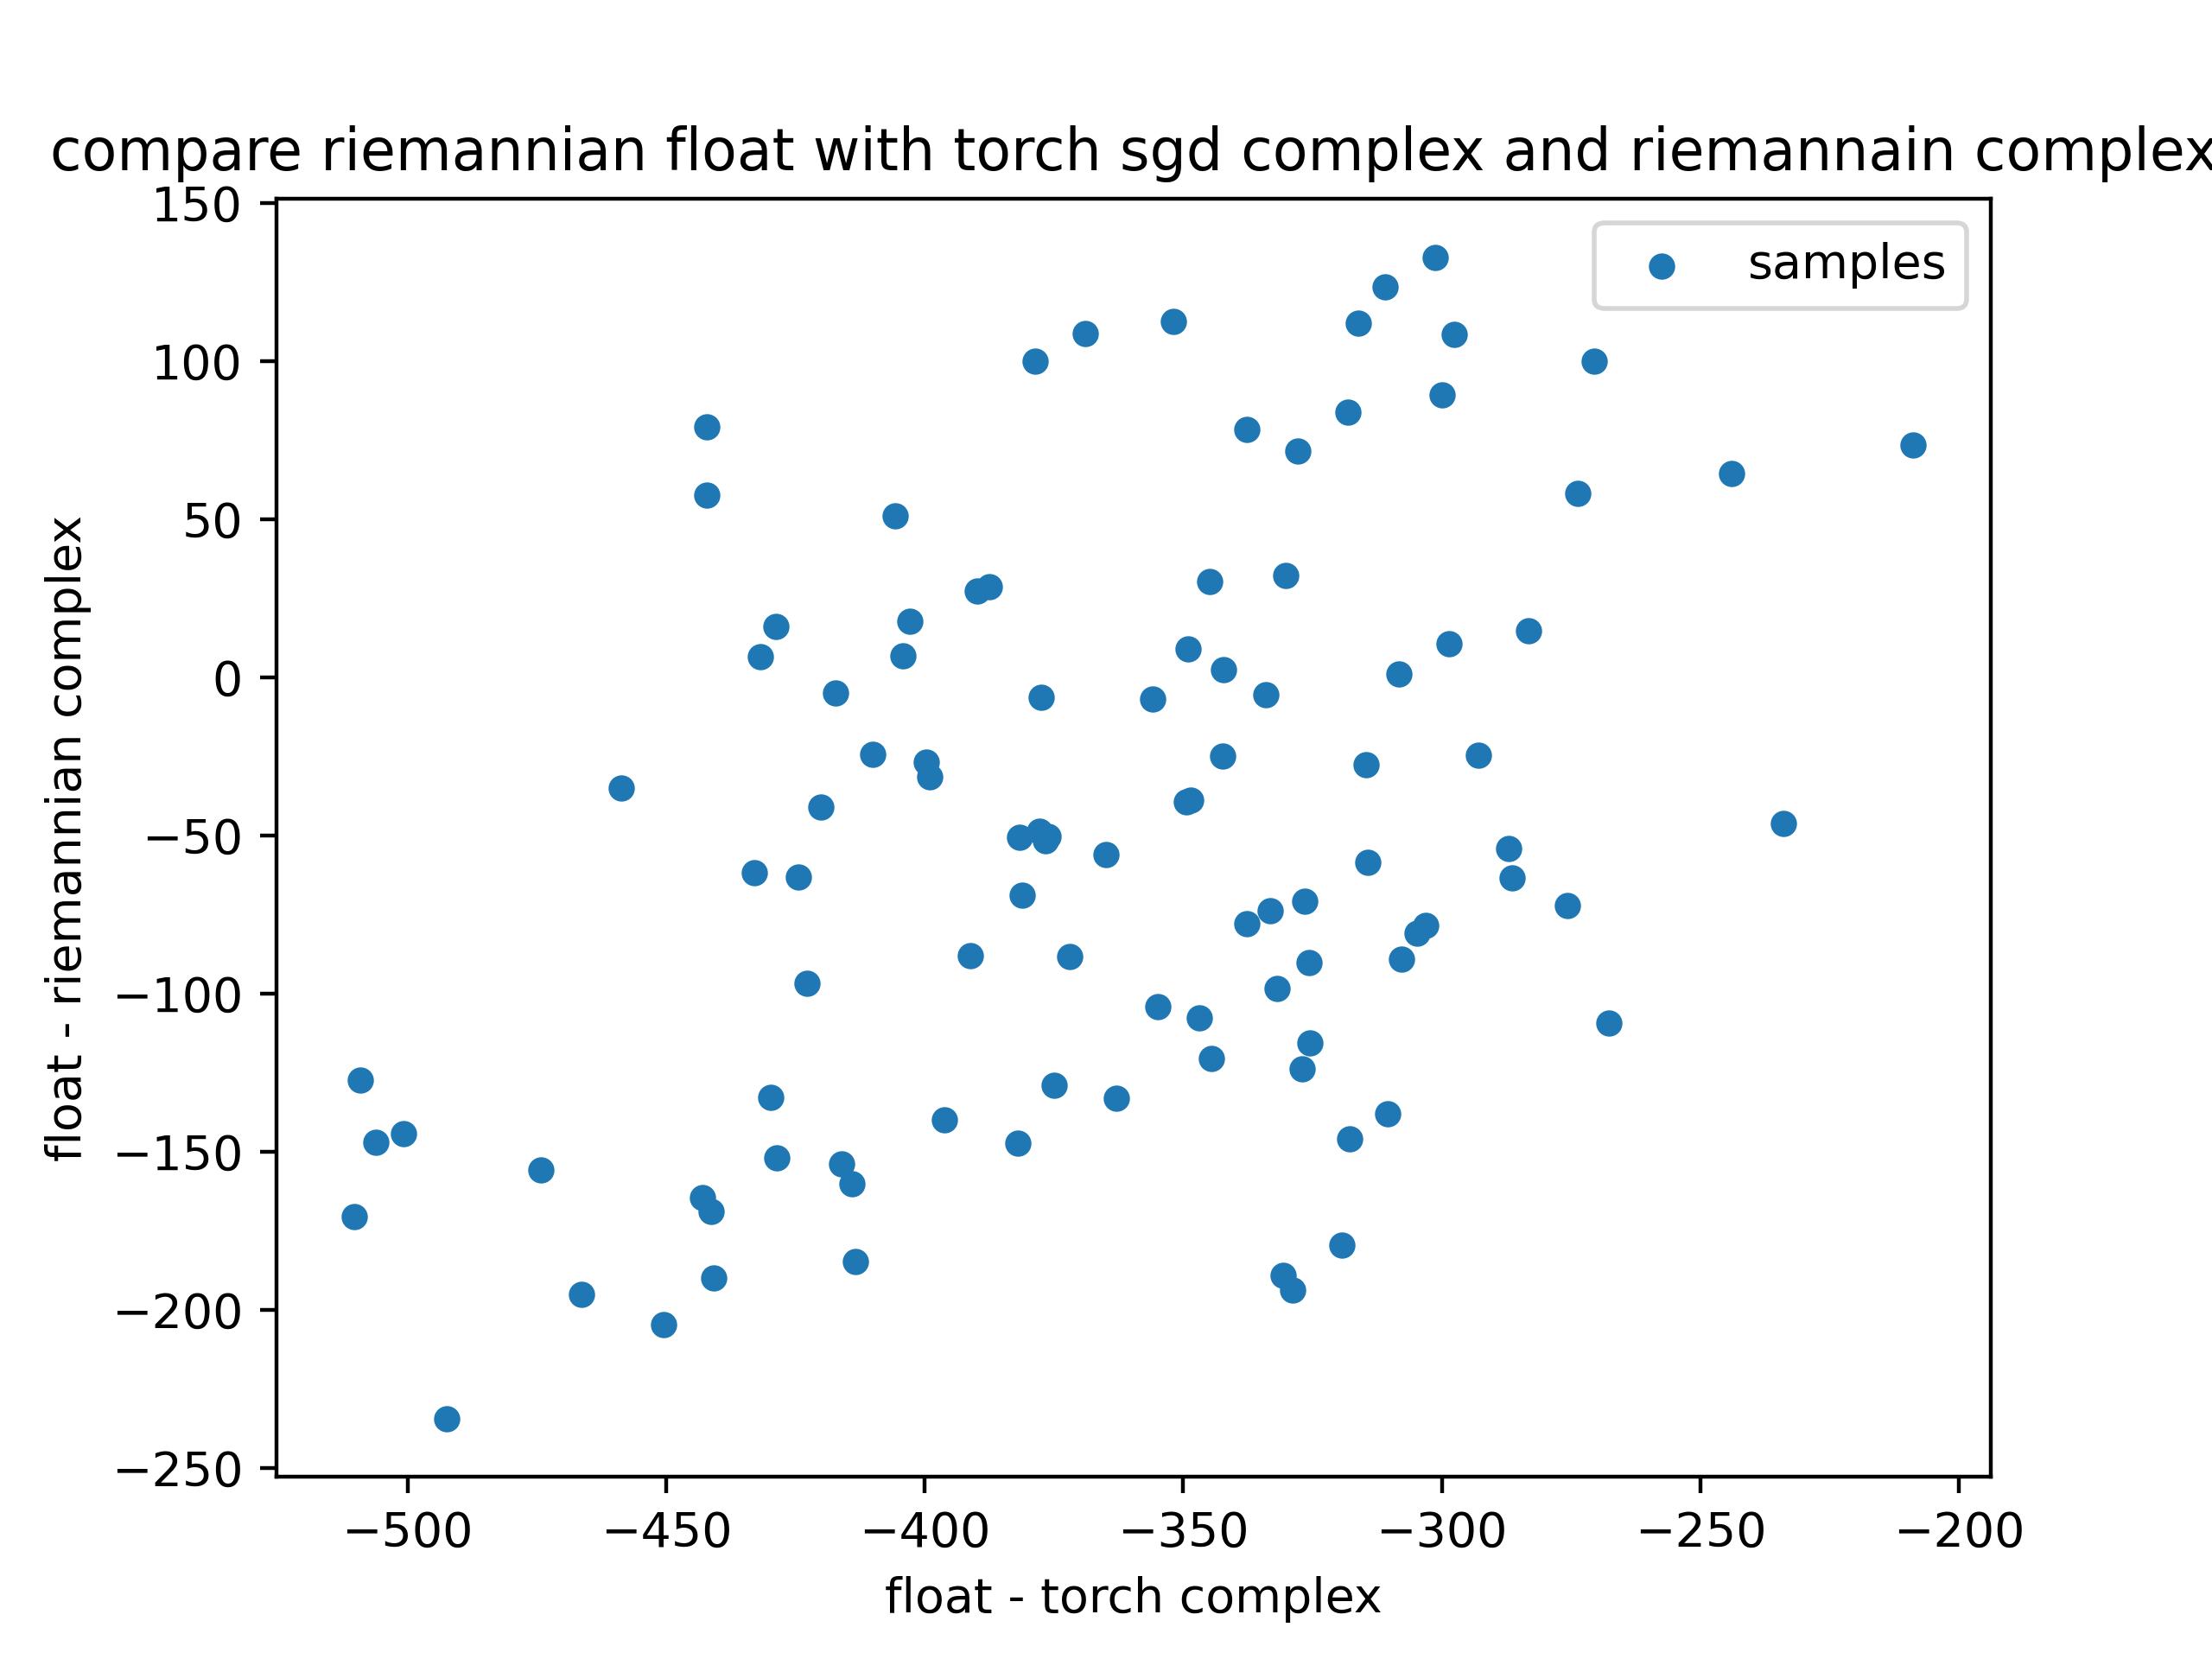 compare riemannian float with torch sgd complex and riemannain complex
samples
150
100
50
0
−50
−100
−150
−200
−250
float - riemannian complex
−500 −450 −400 −350 −300 −250 −200
float - torch complex